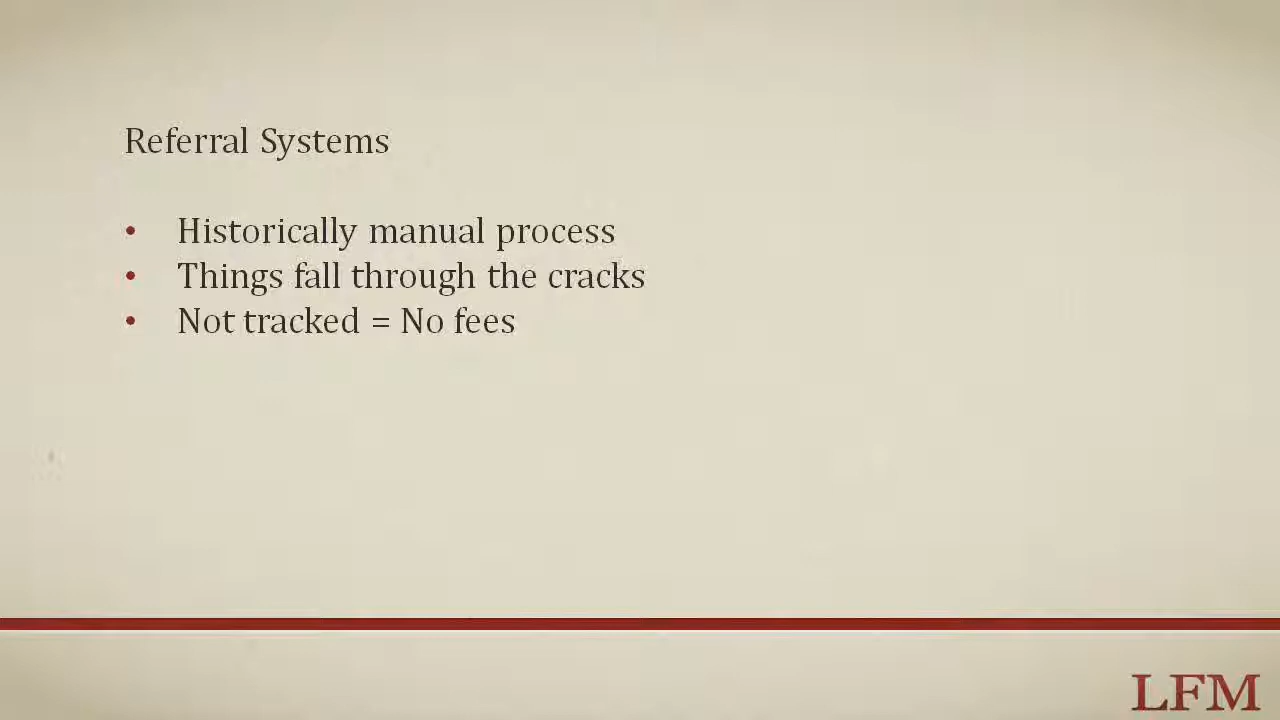 Referral Systems
• Historically manual process
• Things fall through the cracks
• Not tracked = No fees
LFM